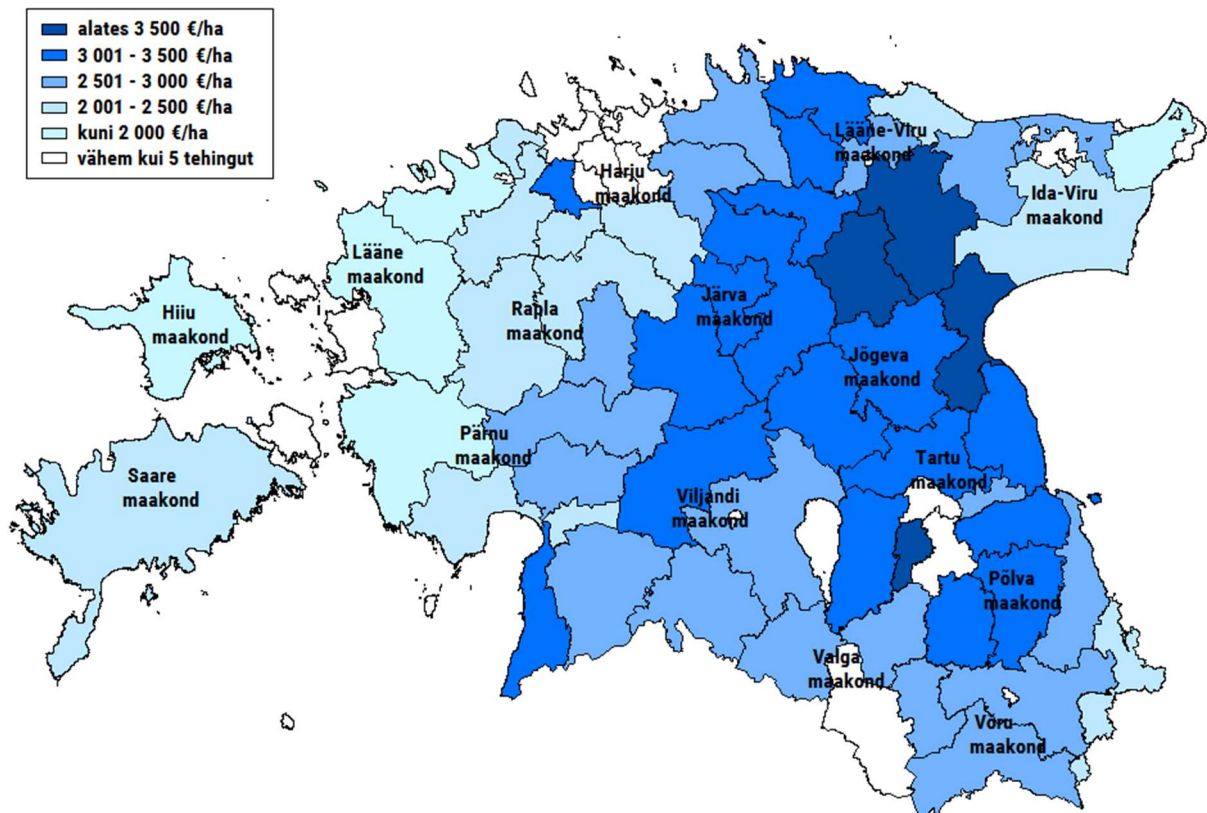 alates 3 500 €/ha
3 001 - 3 500 €/ha
2 501 - 3 000 €/ha
2 001 - 2 500 €/ha
kuni 2 000 €/ha
vähem kui 5 tehingut
Lääne-Viru
maakond
Harju
maakond
Ida-Viru
maakond
Lääne
maakond
Hiiu
maakond
Rapla
maakond
Järva
maakond
Jõgeva
maakond
Pärnu
maakond
Saare
maakond
Tartu
maakond
Viljandi
maakond
Põlva
maakond
Valga
maakond
Võru
maakond